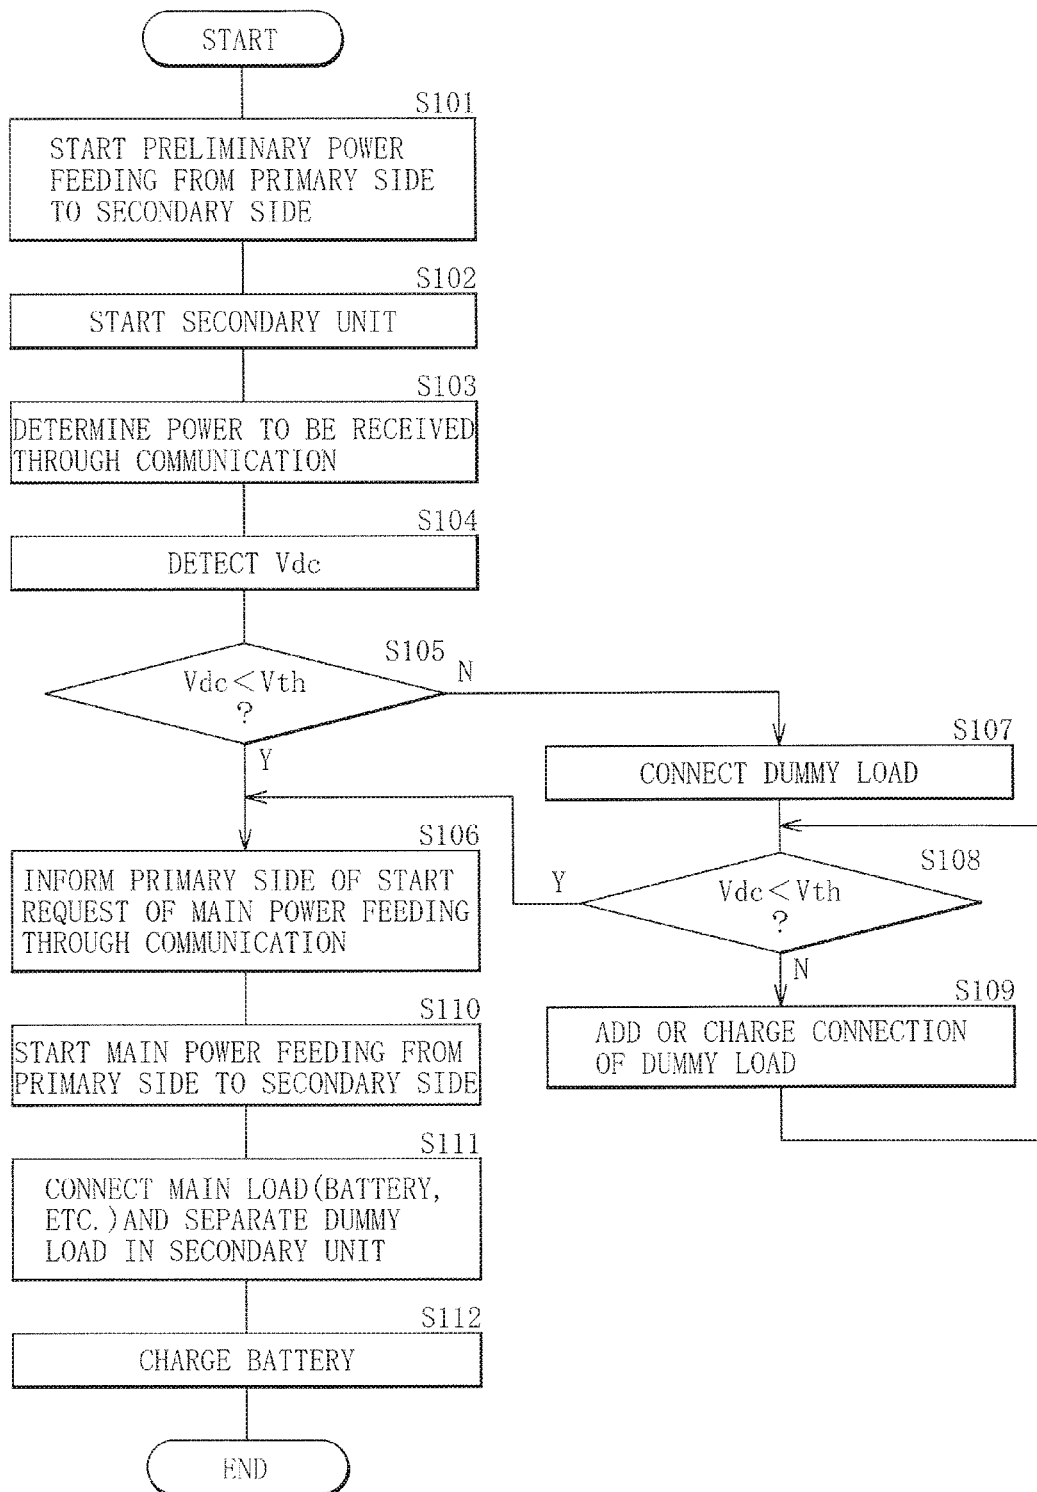 START
S101
START PRELIMINARY POWER
FEEDING FROM PRIMARY SIDE
TO SECONDARY SIDE
S102
START SECONDARY UNIT
S103
DETERMINE POWER TO BE RECEIVED
THROUGH COMMUNICATION
S104
DETECT Vdc
S105
Vdc<Vth
?
N
Y
S107
CONNECT DUMMY LOAD
S108
Vdc<Vth
?
Y
N
S109
ADD OR CHARGE CONNECTION
OF DUMMY LOAD
S106
INFORM PRIMARY SIDE OF START
REQUEST OF MAIN POWER FEEDING
THROUGH COMMUNICATION
S110
START MAIN POWER FEEDING FROM
PRIMARY SIDE TO SECONDARY SIDE
S111
CONNECT MAIN LOAD(BATTERY,
ETC.)AND SEPARATE DUMMY
LOAD IN SECONDARY UNIT
S112
CHARGE BATTERY
END